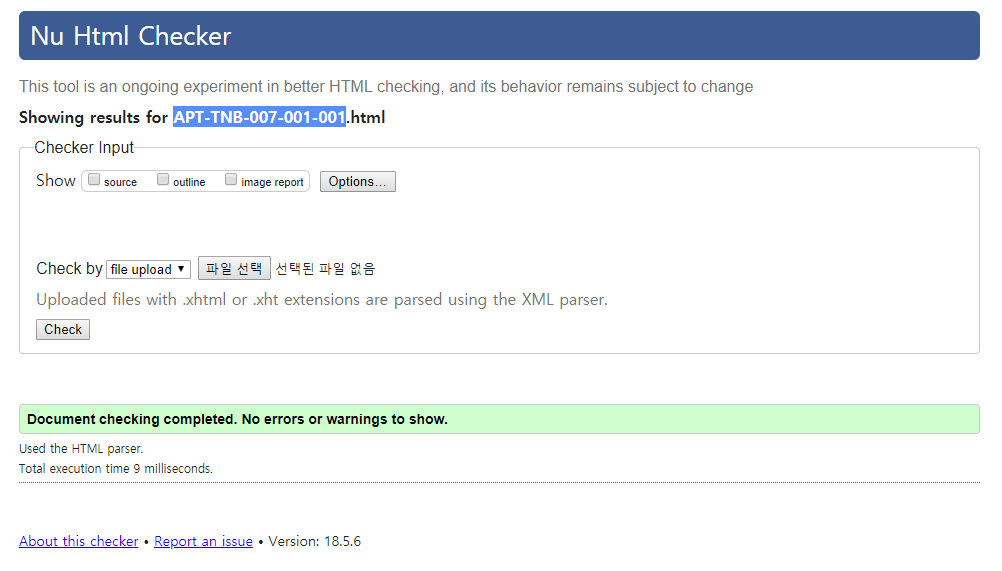 Nu Html Checker
This tool is an ongoing experiment in better HTML checking, and its behavior remains subject to change
Showing results for APT-TNB-007-001-001.html
Checker Input
Show source outline image report Options...
Check by file upload 파일 선택 선택된 파일 없음
Uploaded files with .xhtml or .xht extensions are parsed using the XML parser.
Check
Document checking completed. No errors or warnings to show.
Used the HTML parser.
Total execution time 9 milliseconds.
About this checker • Report an issue • Version: 18.5.6